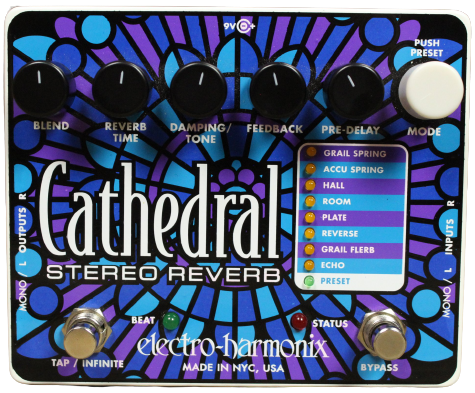 9V +
PUSH
PRESET
BLEND
REVERB
TIME
DAMPING/
TONE
FEEDBACK
PRE-DELAY
MODE
Cathedral
STEREO REVERB
GRAIL SPRING
ACCU SPRING
HALL
ROOM
PLATE
REVERSE
GRAIL FLERB
ECHO
PRESET
MONO / L OUTPUTS R
MONO / L INPUTS R
BEAT
STATUS
TAP / INFINITE
electro-harmonix
BYPASS
MADE IN NYC, USA